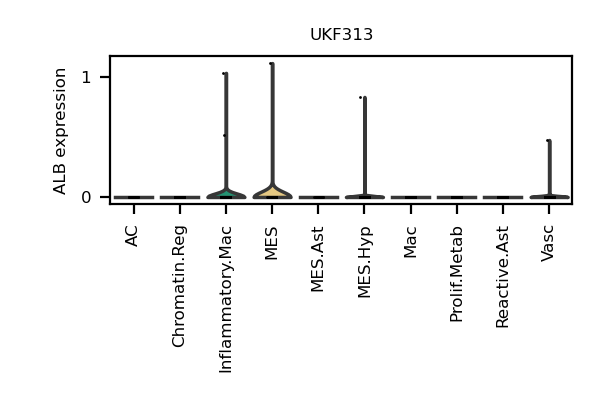 UKF313
ALB expression
1
0
AC
Chromatin.Reg
Inflammatory.Mac
MES
MES.Ast
MES.Hyp
Mac
Prolif.Metab
Reactive.Ast
Vasc